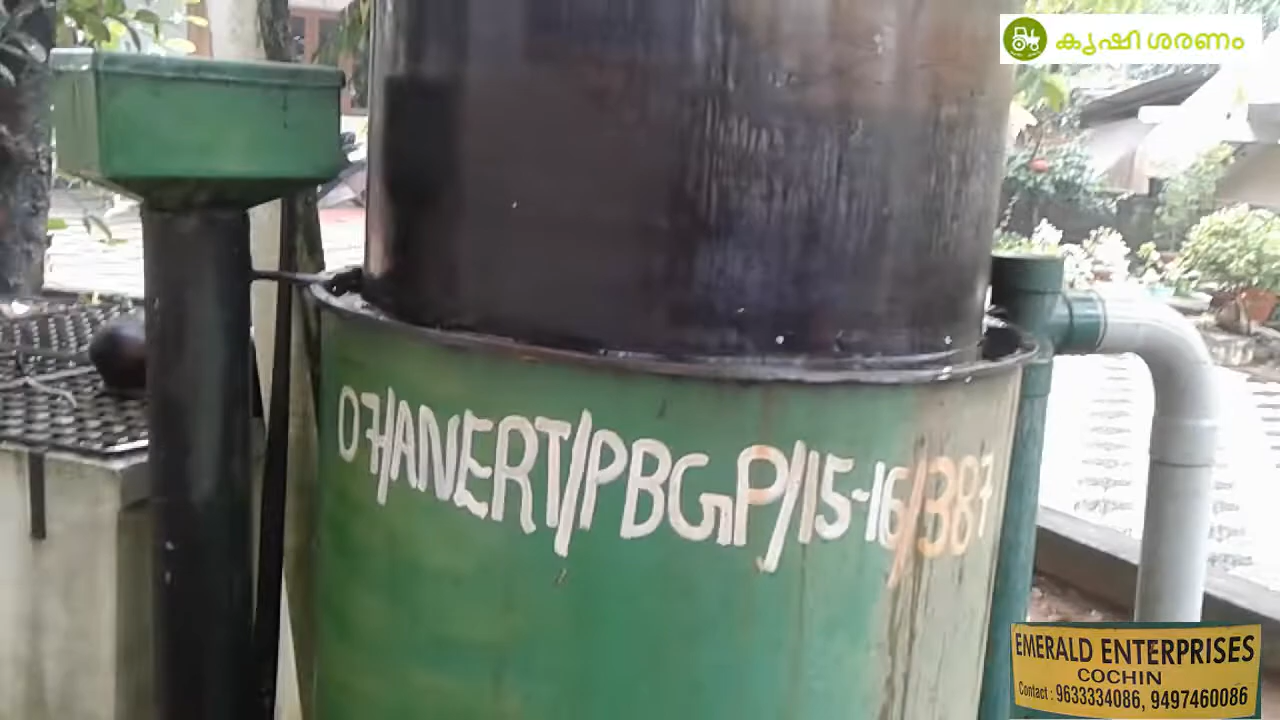 കൃഷി ശരണം
07/ANERT/PBGP/15-16/387
EMERALD ENTERPRISES
COCHIN
Contact : 9633334086, 9497460086